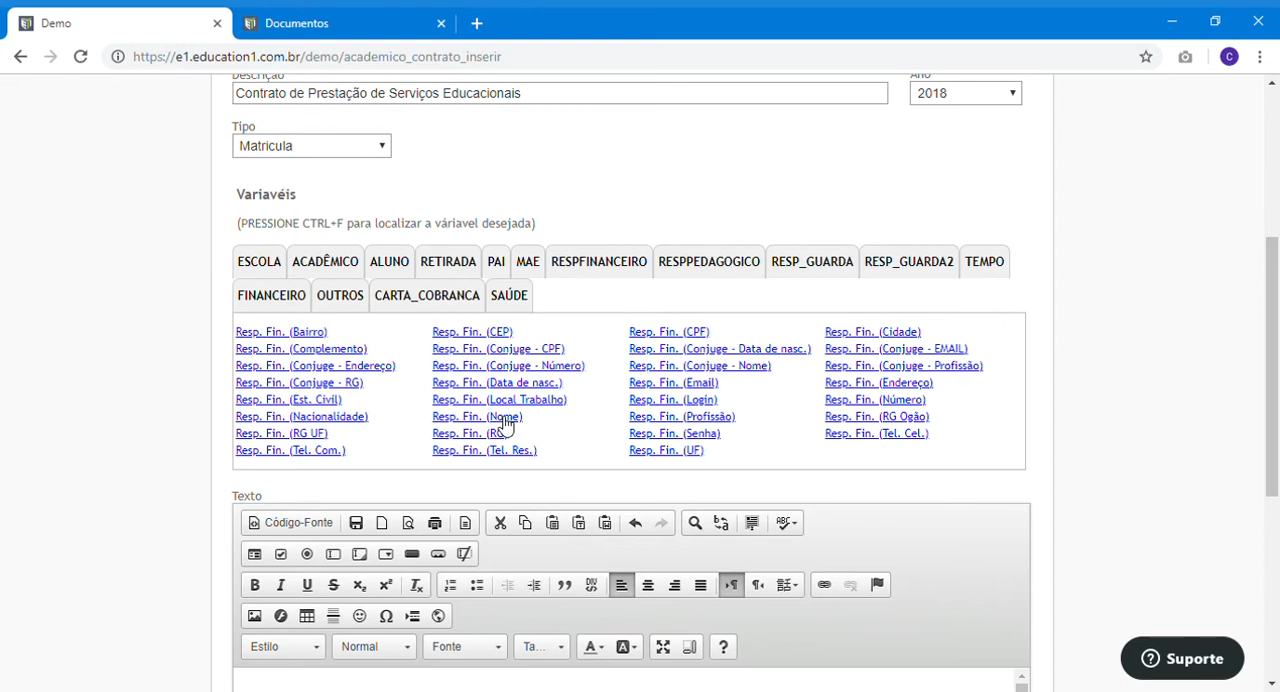 Demo
Documentos
https://e1.education1.com.br/demo/academico_contrato_inserir
C
Descrição
Ano
Contrato de Prestação de Serviços Educacionais
2018
Tipo
Matricula
Variavéis
(PRESSIONE CTRL+F para localizar a váriavel desejada)
ESCOLA ACADÊMICO ALUNO RETIRADA PAI MAE RESPFINANCEIRO RESPPEDAGOGICO RESP_GUARDA RESP_GUARDA2 TEMPO
FINANCEIRO OUTROS CARTA_COBRANCA SAÚDE
Resp. Fin. (Bairro) Resp. Fin. (CEP) Resp. Fin. (CPF) Resp. Fin. (Cidade)
Resp. Fin. (Complemento) Resp. Fin. (Conjuge - CPF) Resp. Fin. (Conjuge - Data de nasc.) Resp. Fin. (Conjuge - EMAIL)
Resp. Fin. (Conjuge - Endereço) Resp. Fin. (Conjuge - Número) Resp. Fin. (Conjuge - Nome) Resp. Fin. (Conjuge - Profissão)
Resp. Fin. (Conjuge - RG) Resp. Fin. (Data de nasc.) Resp. Fin. (Email) Resp. Fin. (Endereço)
Resp. Fin. (Est. Civil) Resp. Fin. (Local Trabalho) Resp. Fin. (Login) Resp. Fin. (Número)
Resp. Fin. (Nacionalidade) Resp. Fin. (Nome) Resp. Fin. (Profissão) Resp. Fin. (RG Ogão)
Resp. Fin. (RG UF) Resp. Fin. Resp. Fin. (Senha) Resp. Fin. (Tel. Cel.)
Resp. Fin. (Tel. Com.) Resp. Fin. (Tel. Res.) Resp. Fin. (UF)
Texto
Código-Fonte
Estilo Normal Fonte Ta...
Suporte